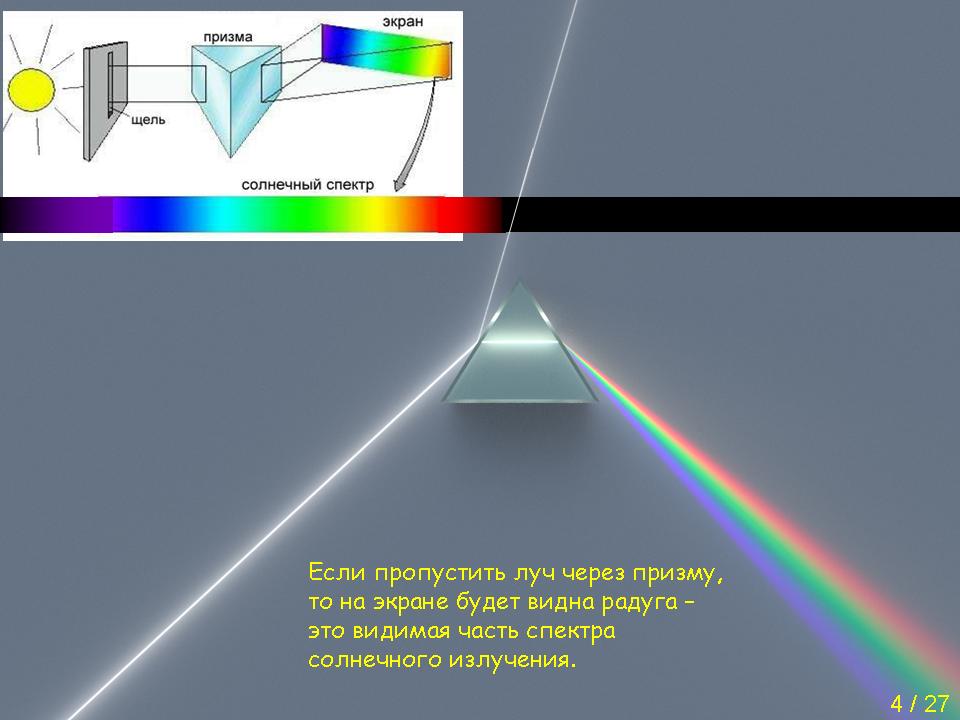 экран
призма
щель
солнечный спектр
Если пропустить луч через призму,
то на экране будет видна радуга –
это видимая часть спектра
солнечного излучения.
4 / 27